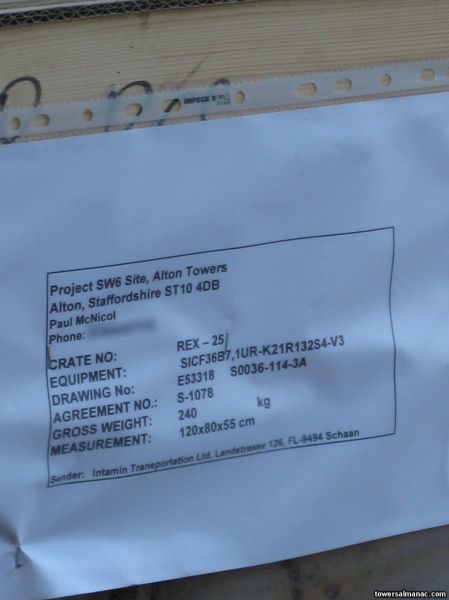 IMPEGA
Project SW6 Site, Alton Towers
Alton, Staffordshire ST10 4DB
Paul McNicol
Phone:
CRATE NO: REX – 25
EQUIPMENT: SICF36B7,1UR-K21R132S4-V3
DRAWING No: E53318 S0036-114-3A
AGREEMENT NO.: S-1078
GROSS WEIGHT: 240 kg
MEASUREMENT: 120x80x55 cm
Sender: Intamin Transportation Ltd, Landstrasse 126, FL-9494 Schaan
towersalmanac.com